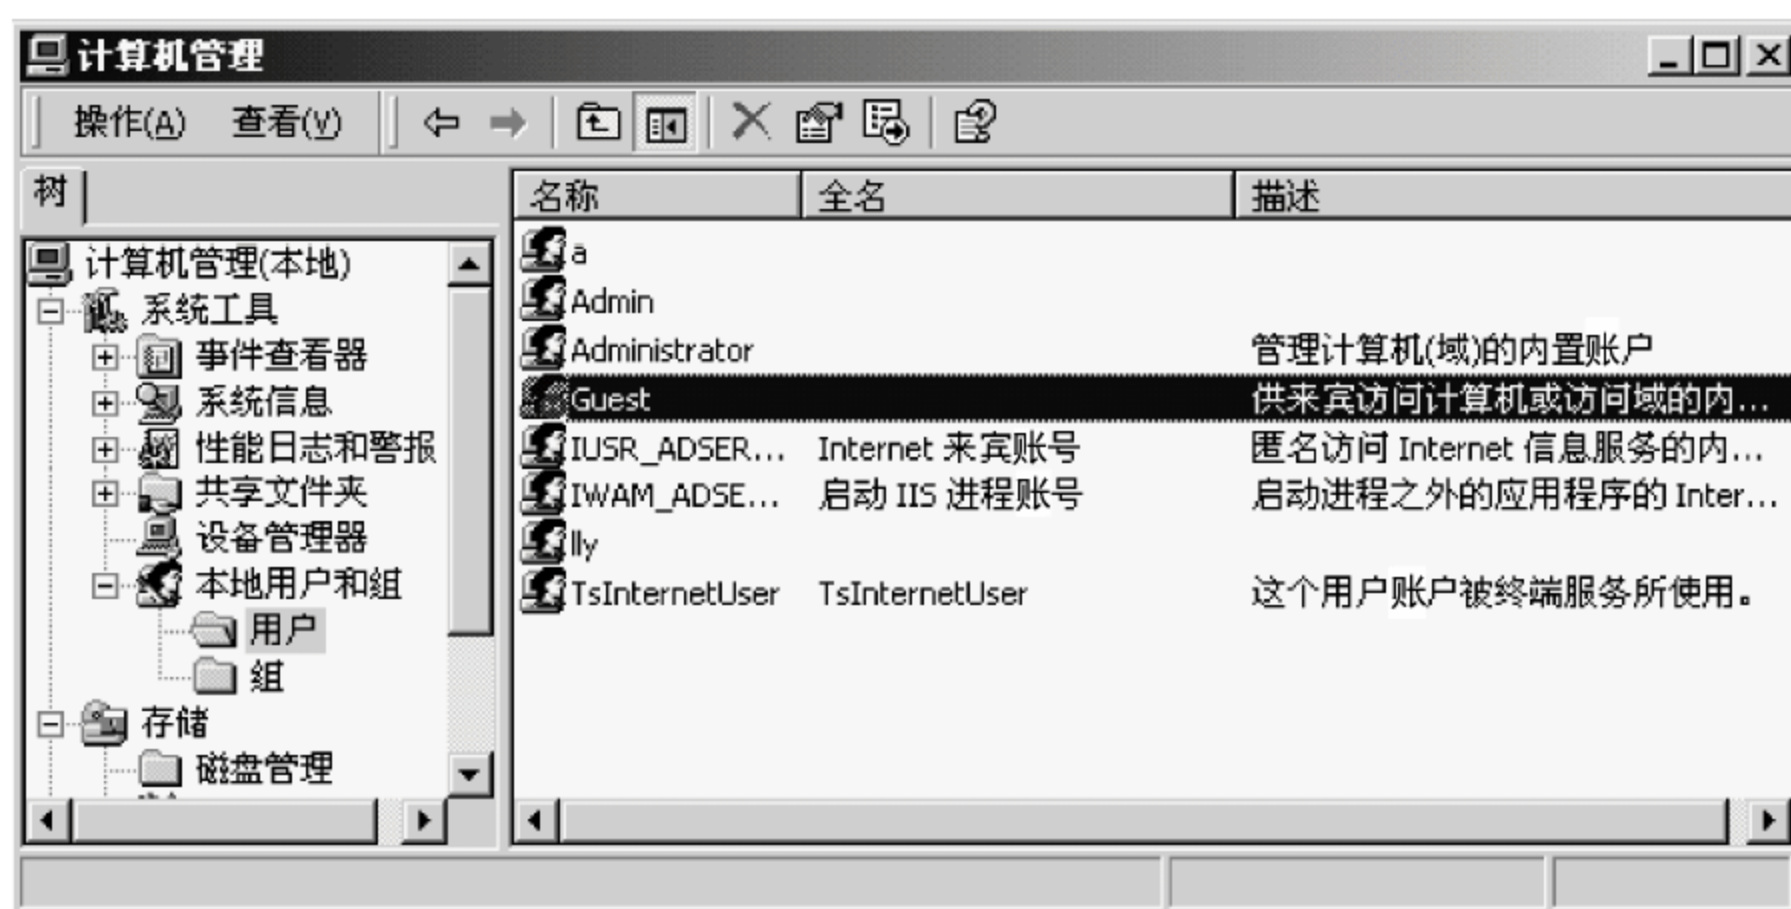 计算机管理
操作(A) 查看(V)
树
名称 全名 描述
计算机管理(本地)
系统工具
事件查看器
系统信息
性能日志和警报
共享文件夹
设备管理器
本地用户和组
用户
组
存储
磁盘管理
a
Admin
Administrator 管理计算机(域)的内置账户
Guest 供来宾访问计算机或访问域的内...
IUSR_ADSER... Internet 来宾账号 匿名访问 Internet 信息服务的内...
IWAM_ADSE... 启动 IIS 进程账号 启动进程之外的应用程序的 Inter...
lly
TsInternetUser TsInternetUser 这个用户账户被终端服务所使用。